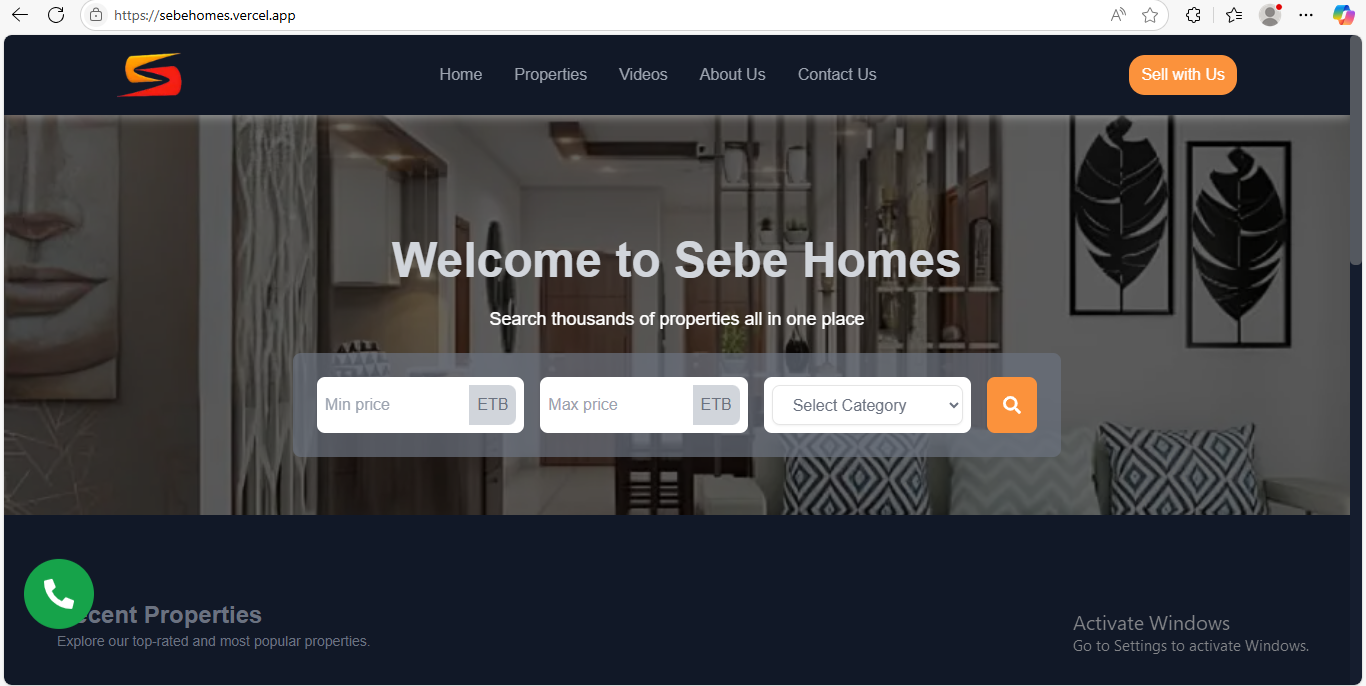 https://sebehomes.vercel.app
Home Properties Videos About Us Contact Us Sell with Us
Welcome to Sebe Homes
Search thousands of properties all in one place
Min price ETB Max price ETB Select Category
ecent Properties
Explore our top-rated and most popular properties.
Activate Windows
Go to Settings to activate Windows.